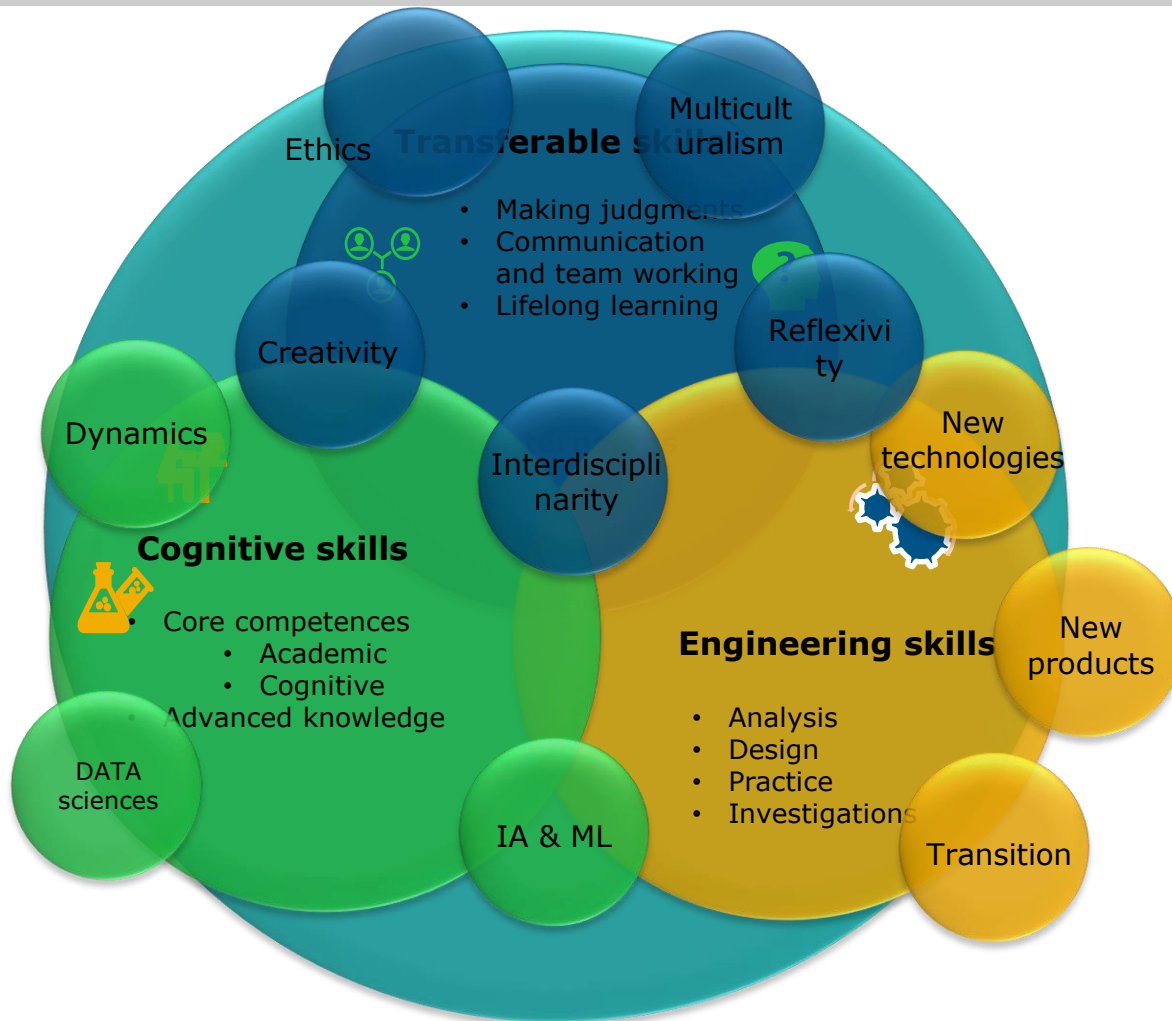 Multicult
uralism
Ethics
Transferable skills
• Making judgments
• Communication
and team working
• Lifelong learning
?
Creativity
Reflexivi
ty
Dynamics
New
technologies
Interdiscipli
narity
Cognitive skills
• Core competences
• Academic
• Cognitive
• Advanced knowledge
Engineering skills
• Analysis
• Design
• Practice
• Investigations
New
products
DATA
sciences
IA & ML
Transition